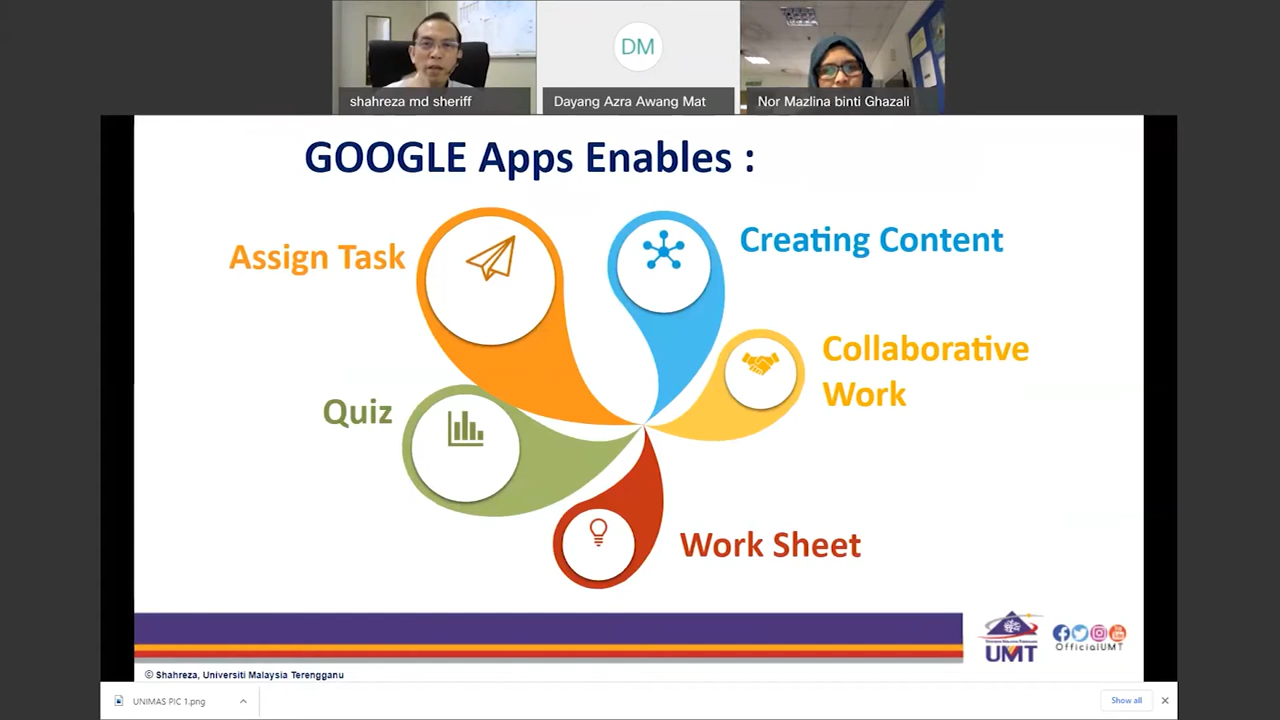 DM
shahreza md sheriff
Dayang Azra Awang Mat
Nor Mazlina binti Ghazali
GOOGLE Apps Enables :
Assign Task
Creating Content
Collaborative
Work
Quiz
Work Sheet
UMT
OfficialUMT
© Shahreza, Universiti Malaysia Terengganu
UNIMAS PIC 1.png
Show all